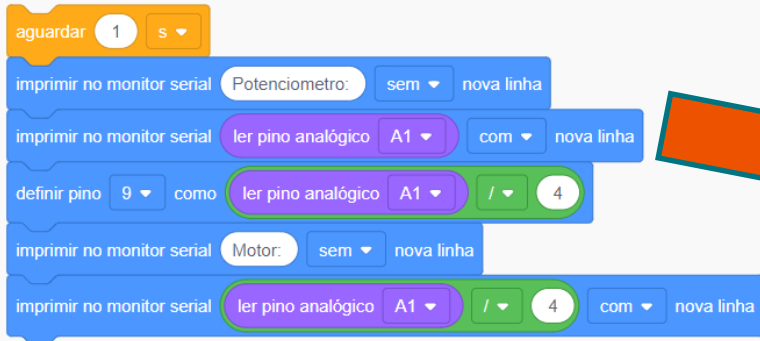 aguardar 1 s
imprimir no monitor serial Potenciometro: sem nova linha
imprimir no monitor serial ler pino analógico A1 com nova linha
definir pino 9 como ler pino analógico A1 / 4
imprimir no monitor serial Motor: sem nova linha
imprimir no monitor serial ler pino analógico A1 / 4 com nova linha